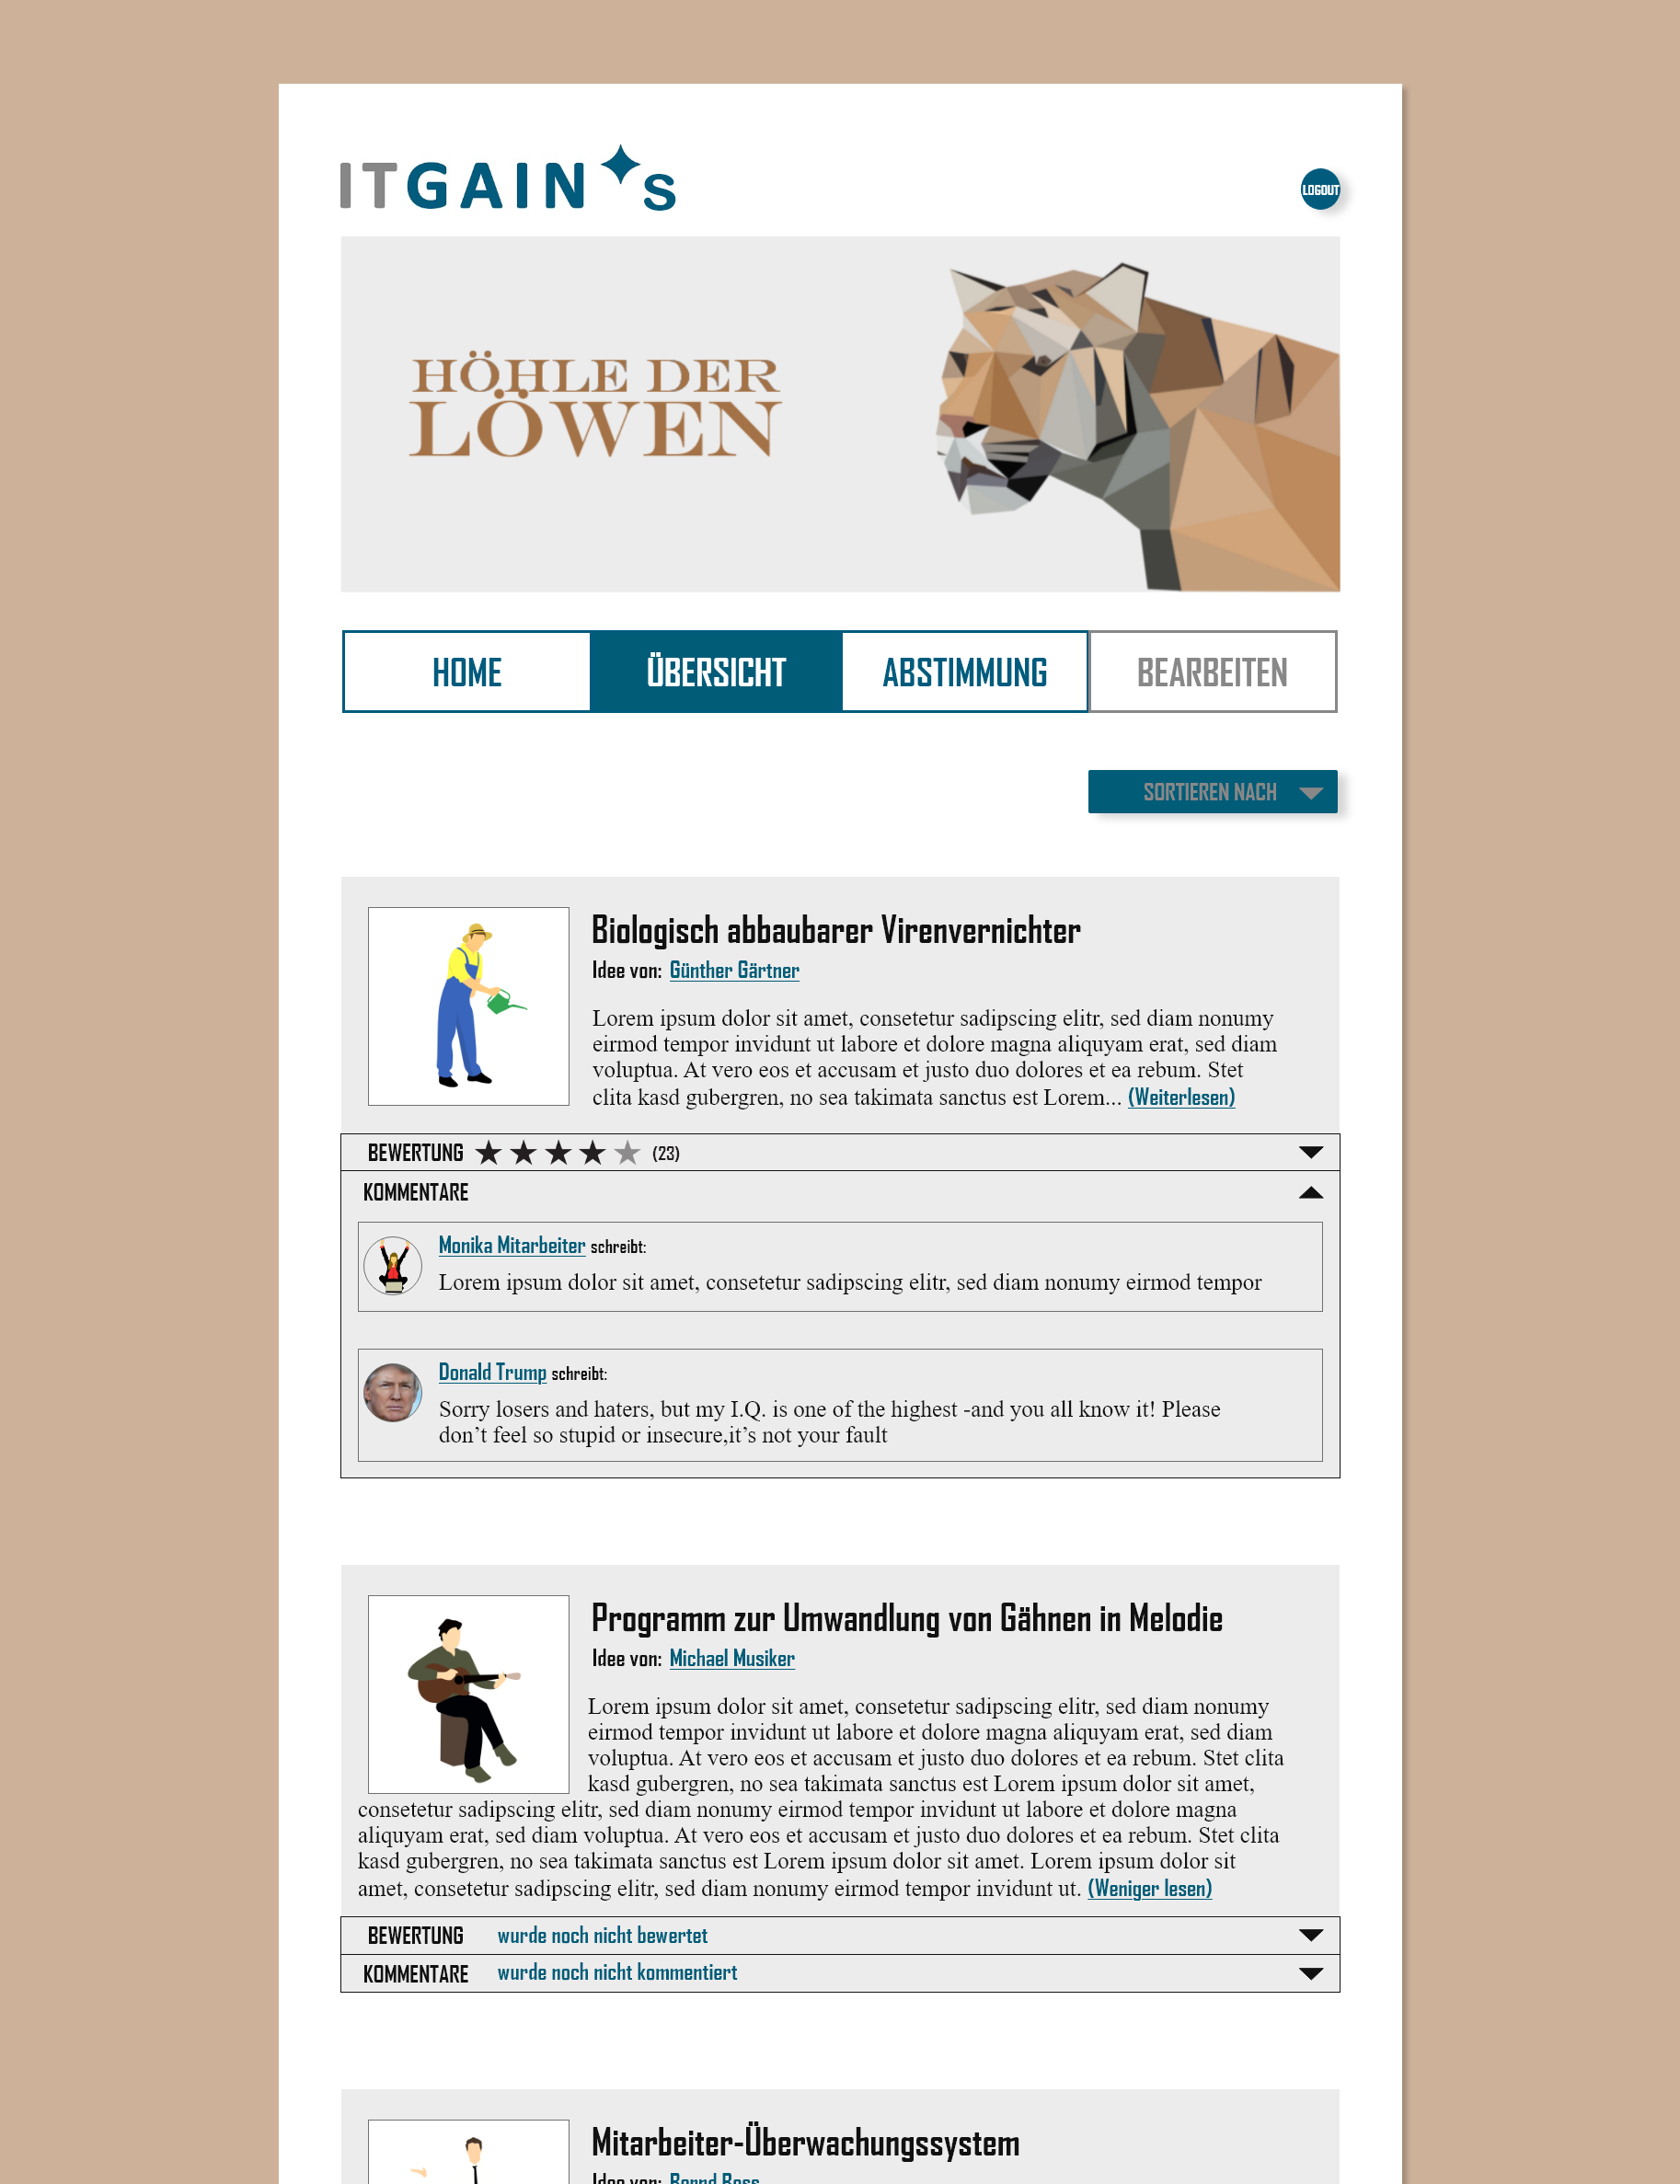 ITGAIN's
LOGOUT
HÖHLE DER
LÖWEN
HOME
ÜBERSICHT
ABSTIMMUNG
BEARBEITEN
SORTIEREN NACH
Biologisch abbaubarer Virenvernichter
Idee von: Günther Gärtner
Lorem ipsum dolor sit amet, consetetur sadipscing elitr, sed diam nonumy
eirmod tempor invidunt ut labore et dolore magna aliquyam erat, sed diam
voluptua. At vero eos et accusam et justo duo dolores et ea rebum. Stet
clita kasd gubergren, no sea takimata sanctus est Lorem... (Weiterlesen)
BEWERTUNG ★ ★ ★ ★ ★ (23)
KOMMENTARE
Monika Mitarbeiter schreibt:
Lorem ipsum dolor sit amet, consetetur sadipscing elitr, sed diam nonumy eirmod tempor
Donald Trump schreibt:
Sorry losers and haters, but my I.Q. is one of the highest -and you all know it! Please
don’t feel so stupid or insecure,it’s not your fault
Programm zur Umwandlung von Gähnen in Melodie
Idee von: Michael Musiker
Lorem ipsum dolor sit amet, consetetur sadipscing elitr, sed diam nonumy
eirmod tempor invidunt ut labore et dolore magna aliquyam erat, sed diam
voluptua. At vero eos et accusam et justo duo dolores et ea rebum. Stet clita
kasd gubergren, no sea takimata sanctus est Lorem ipsum dolor sit amet,
consetetur sadipscing elitr, sed diam nonumy eirmod tempor invidunt ut labore et dolore magna
aliquyam erat, sed diam voluptua. At vero eos et accusam et justo duo dolores et ea rebum. Stet clita
kasd gubergren, no sea takimata sanctus est Lorem ipsum dolor sit amet. Lorem ipsum dolor sit
amet, consetetur sadipscing elitr, sed diam nonumy eirmod tempor invidunt ut. (Weniger lesen)
BEWERTUNG wurde noch nicht bewertet
KOMMENTARE wurde noch nicht kommentiert
Mitarbeiter-Überwachungssystem
Idee von: Bernd Boss